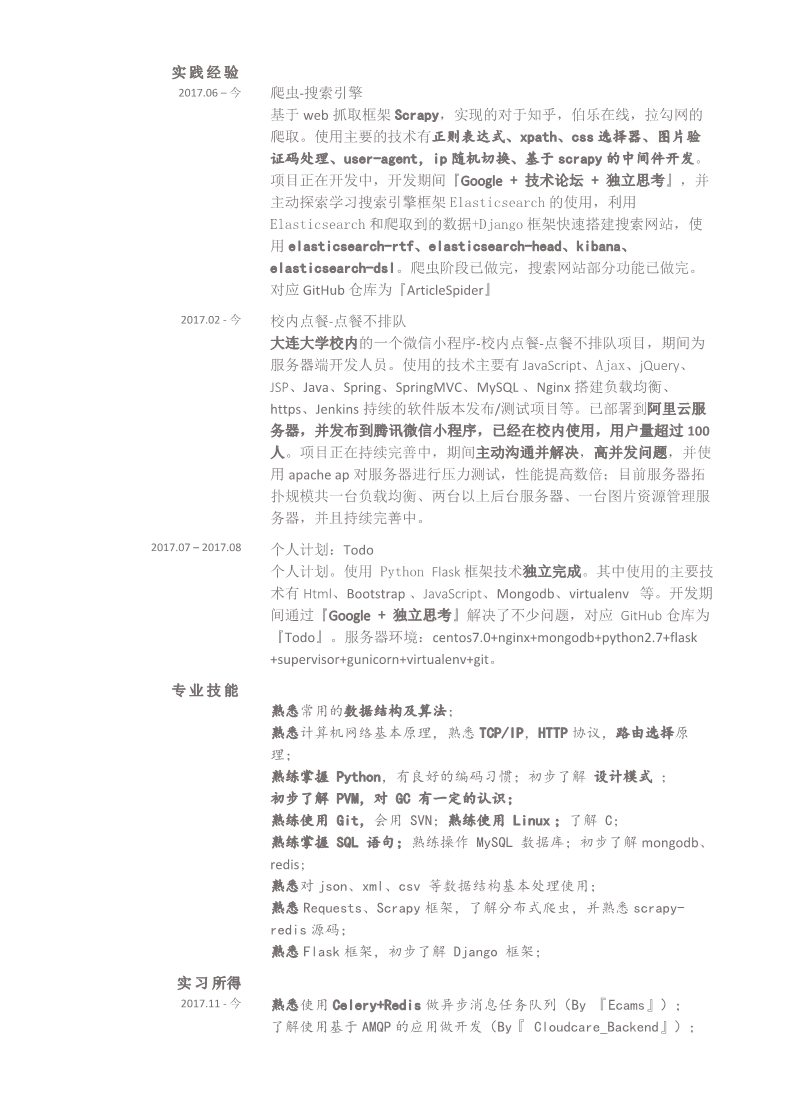 实践经验
2017.06 – 今
爬虫-搜索引擎
基于 web 抓取框架 Scrapy，实现的对于知乎，伯乐在线，拉勾网的
爬取。使用主要的技术有正则表达式、xpath、css 选择器、图片验
证码处理、user-agent，ip 随机切换、基于 scrapy 的中间件开发。
项目正在开发中，开发期间『Google + 技术论坛 + 独立思考』，并
主动探索学习搜索引擎框架 Elasticsearch 的使用，利用
Elasticsearch 和爬取到的数据+Django 框架快速搭建搜索网站，使
用 elasticsearch-rtf、elasticsearch-head、kibana、
elasticsearch-dsl。爬虫阶段已做完，搜索网站部分功能已做完。
对应 GitHub 仓库为『ArticleSpider』
2017.02 - 今
校内点餐-点餐不排队
大连大学校内的一个微信小程序-校内点餐-点餐不排队项目，期间为
服务器端开发人员。使用的技术主要有 JavaScript、Ajax、jQuery、
JSP、Java、Spring、SpringMVC、MySQL 、Nginx 搭建负载均衡、
https、Jenkins 持续的软件版本发布/测试项目等。已部署到阿里云服
务器，并发布到腾讯微信小程序，已经在校内使用，用户量超过 100
人。项目正在持续完善中，期间主动沟通并解决，高并发问题，并使
用 apache ap 对服务器进行压力测试，性能提高数倍；目前服务器拓
扑规模共一台负载均衡、两台以上后台服务器、一台图片资源管理服
务器，并且持续完善中。
2017.07 – 2017.08
个人计划：Todo
个人计划。使用 Python Flask 框架技术独立完成。其中使用的主要技
术有 Html、Bootstrap 、JavaScript、Mongodb、virtualenv 等。开发期
间通过『Google + 独立思考』解决了不少问题，对应 GitHub 仓库为
『Todo』。服务器环境：centos7.0+nginx+mongodb+python2.7+flask
+supervisor+gunicorn+virtualenv+git。
专业技能
熟悉常用的数据结构及算法；
熟悉计算机网络基本原理，熟悉 TCP/IP，HTTP 协议，路由选择原
理；
熟练掌握 Python，有良好的编码习惯；初步了解 设计模式 ；
初步了解 PVM，对 GC 有一定的认识；
熟练使用 Git，会用 SVN；熟练使用 Linux；了解 C；
熟练掌握 SQL 语句；熟练操作 MySQL 数据库；初步了解 mongodb、
redis；
熟悉对 json、xml、csv 等数据结构基本处理使用；
熟悉 Requests、Scrapy 框架，了解分布式爬虫，并熟悉 scrapy-
redis 源码；
熟悉 Flask 框架，初步了解 Django 框架；
实习所得
2017.11 - 今
熟悉使用 Celery+Redis 做异步消息任务队列（By 『Ecams』）；
了解使用基于 AMQP 的应用做开发（By『 Cloudcare_Backend』）；